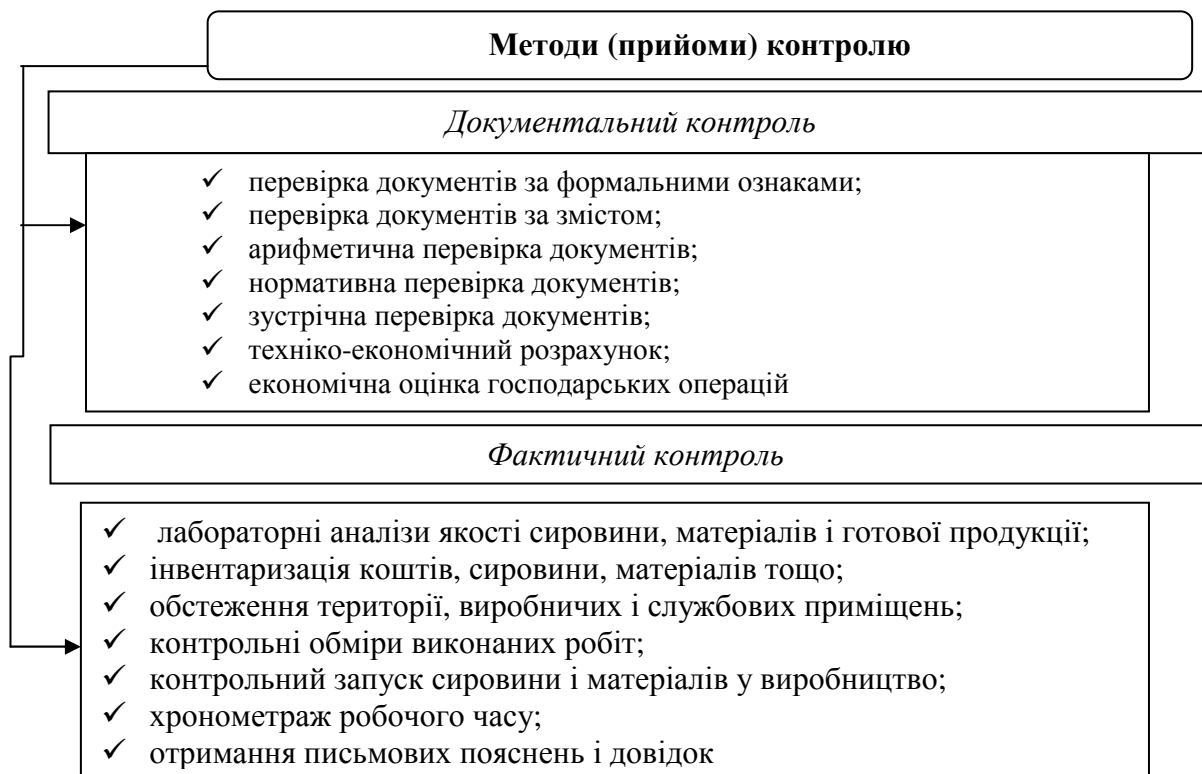 Методи (прийоми) контролю
Документальний контроль
✓ перевірка документів за формальними ознаками;
✓ перевірка документів за змістом;
✓ арифметична перевірка документів;
✓ нормативна перевірка документів;
✓ зустрічна перевірка документів;
✓ техніко-економічний розрахунок;
✓ економічна оцінка господарських операцій
Фактичний контроль
✓ лабораторні аналізи якості сировини, матеріалів і готової продукції;
✓ інвентаризація коштів, сировини, матеріалів тощо;
✓ обстеження території, виробничих і службових приміщень;
✓ контрольні обміри виконаних робіт;
✓ контрольний запуск сировини і матеріалів у виробництво;
✓ хронометраж робочого часу;
✓ отримання письмових пояснень і довідок